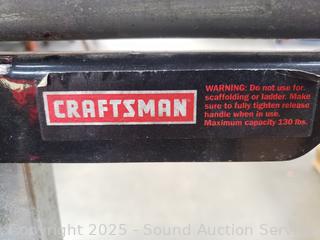 CRAFTSMAN
WARNING: Do not use for
scaffolding or ladder. Make
sure to fully tighten release
handle when in use.
Maximum capacity 130 lbs.
Copyright 2025 - Sound Auction Service